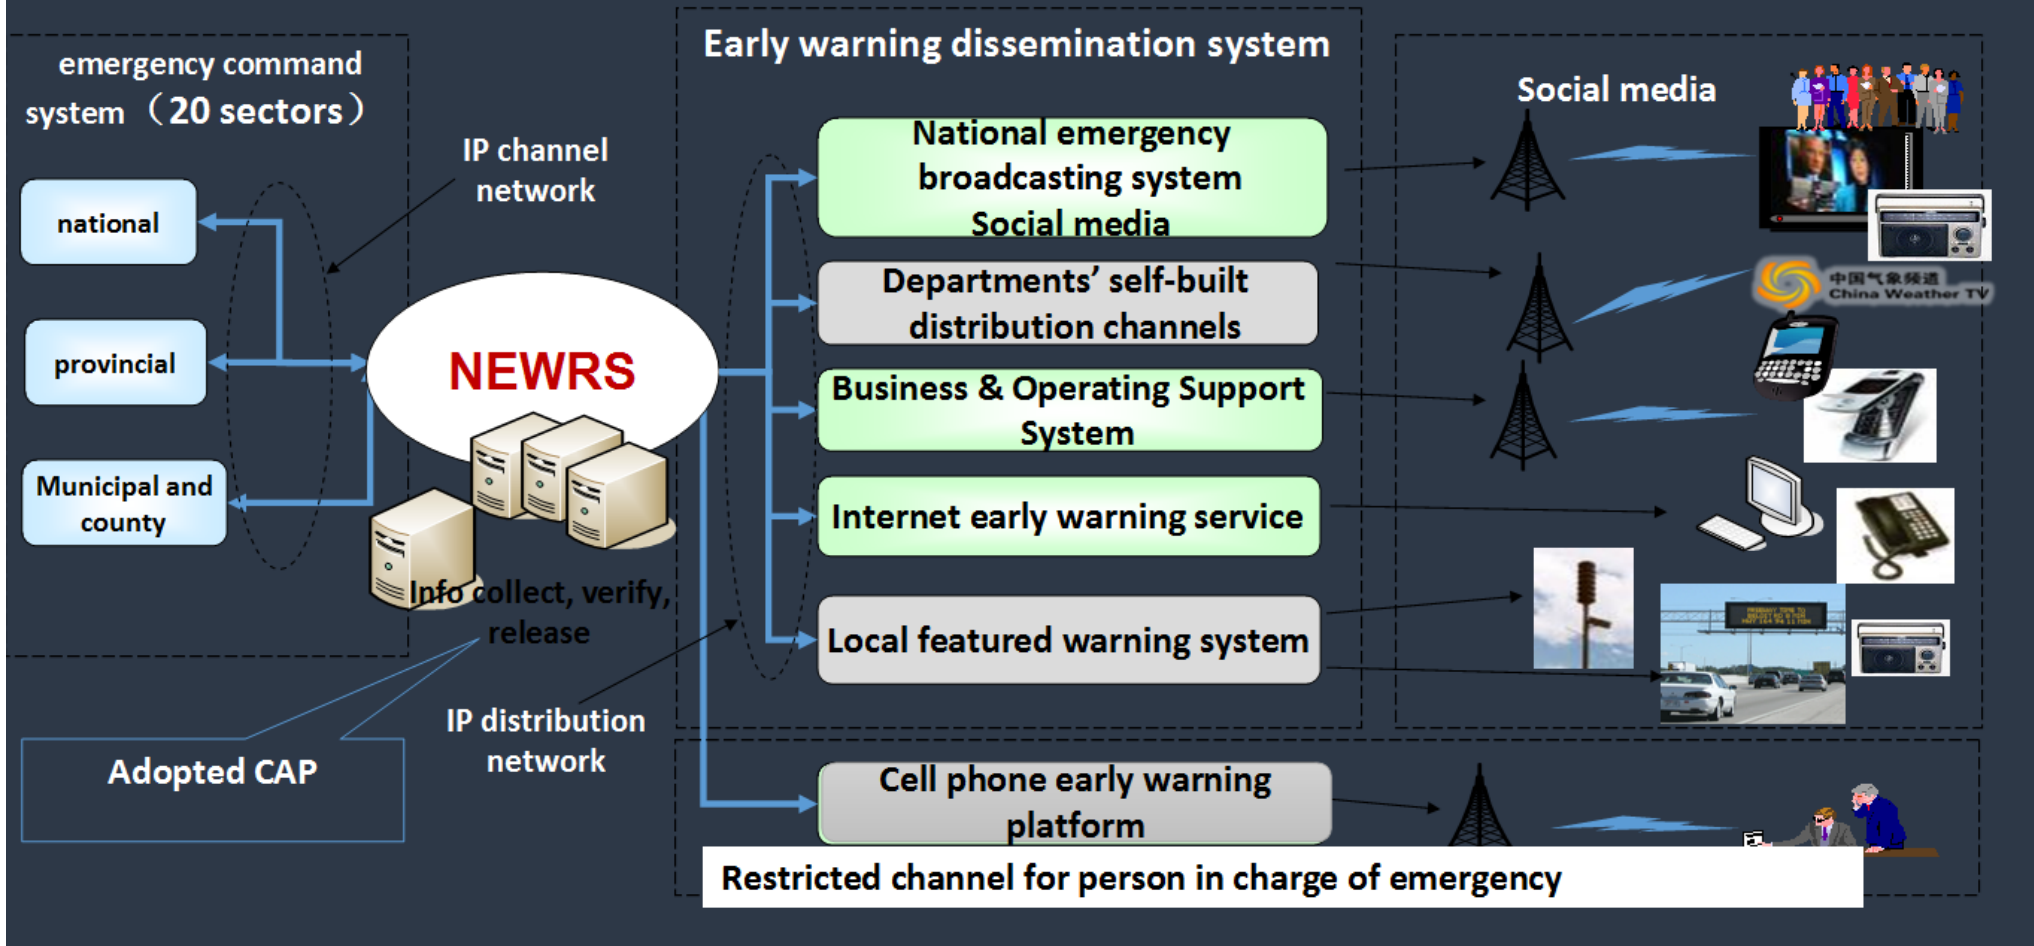 emergency command
system（20 sectors）
national
provincial
Municipal and
county
IP channel
network
NEWRS
Info collect, verify,
release
Adopted CAP
IP distribution
network
Early warning dissemination system
National emergency
broadcasting system
Social media
Departments’ self-built
distribution channels
Business & Operating Support
System
Internet early warning service
Local featured warning system
Cell phone early warning
platform
Restricted channel for person in charge of emergency
Social media
中国气象频道
China Weather TV